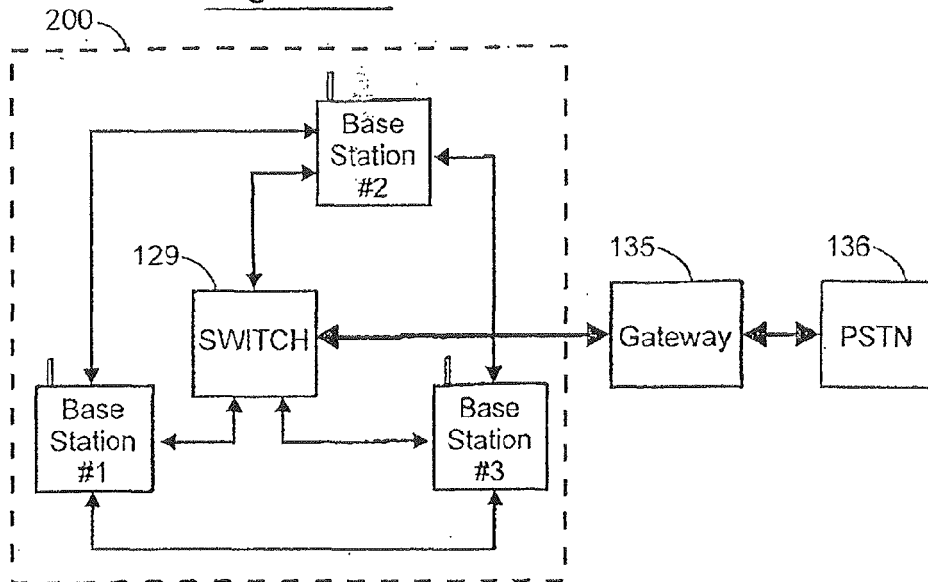 200
Base
Station
#2
129
SWITCH
135
Gateway
136
PSTN
Base
Station
#1
Base
Station
#3